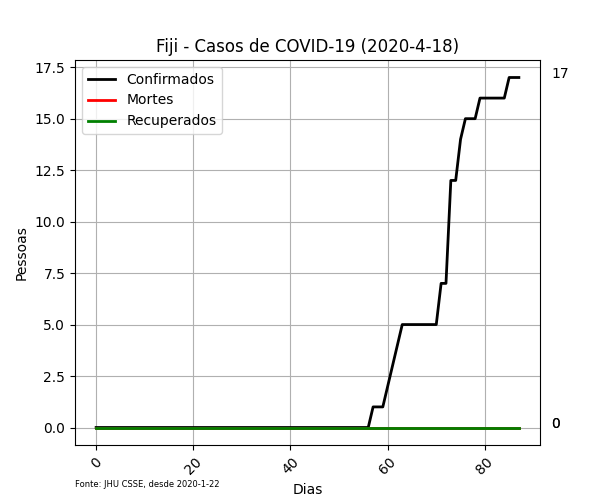 Fiji - Casos de COVID-19 (2020-4-18)
17.5
15.0
12.5
10.0
7.5
5.0
2.5
0.0
Pessoas
Confirmados
Mortes
Recuperados
17
0
0
20
40
60
80
Dias
Fonte: JHU CSSE, desde 2020-1-22